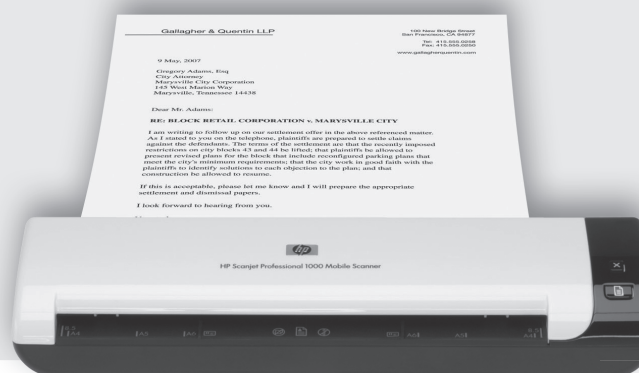 Gallagher & Quentin LLP
100 New Bridge Street
San Francisco, CA 94877
Tel: 415.555.0258
Fax: 415.555.0250
www.gallagherquentin.com
9 May, 2007
Gregory Adams, Esq
City Attorney
Marysville City Corporation
145 West Marion Way
Marysville, Tennessee 14438
Dear Mr. Adams:
RE: BLOCK RETAIL CORPORATION v. MARYSVILLE CITY
I am writing to follow up on our settlement offer in the above referenced matter.
As I stated to you on the telephone, plaintiffs are prepared to settle claims
against the defendants. The terms of the settlement are that the recently imposed
restrictions on city blocks 43 and 44 be lifted; that plaintiffs be allowed to
present revised plans for the block that include reconfigured parking plans that
meet the city's minimum requirements; that the city work in good faith with the
plaintiffs to identify solutions to each objection to the plan; and that
construction be allowed to resume.
If this is acceptable, please let me know and I will prepare the appropriate
settlement and dismissal papers.
I look forward to hearing from you.
hp
HP Scanjet Professional 1000 Mobile Scanner
A4 A5 A6 A6 A5 A4